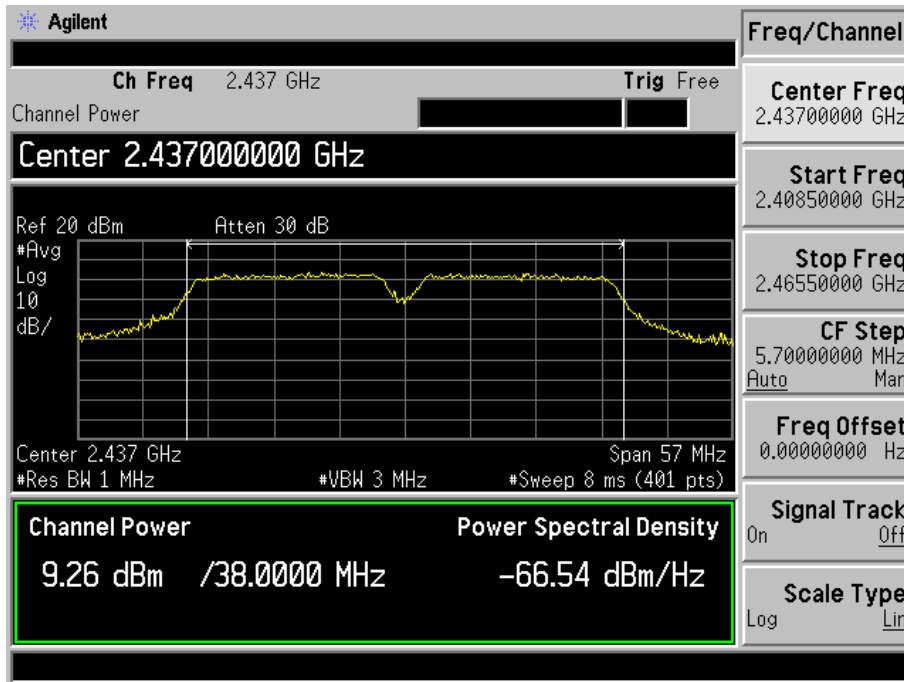 Agilent
Ch Freq 2.437 GHz Trig Free
Channel Power
Center 2.437000000 GHz
Ref 20 dBm Atten 30 dB
#Avg
Log
10
dB/
Center 2.437 GHz Span 57 MHz
#Res BW 1 MHz #VBW 3 MHz #Sweep 8 ms (401 pts)
Channel Power Power Spectral Density
9.26 dBm /38.0000 MHz -66.54 dBm/Hz
Freq/Channel
Center Freq
2.43700000 GHz
Start Freq
2.40850000 GHz
Stop Freq
2.46550000 GHz
CF Step
5.70000000 MHz
Auto Man
Freq Offset
0.00000000 Hz
Signal Track
On Off
Scale Type
Log Lin